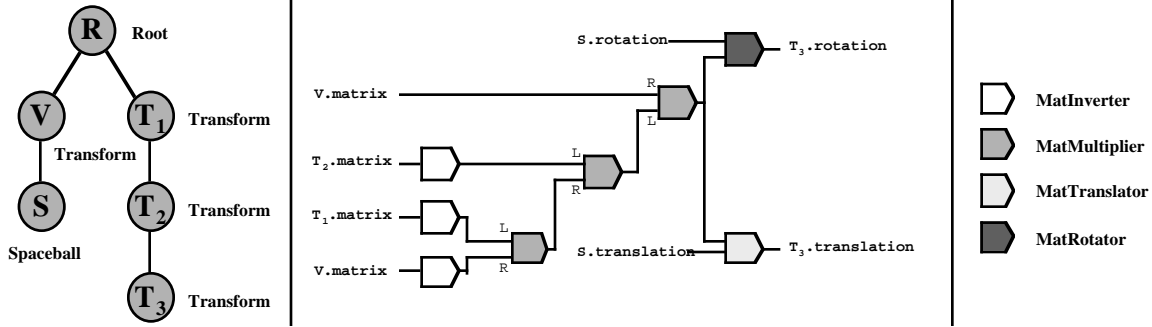 R Root
V T1 Transform
Transform
S T2 Transform
Spaceball
T3 Transform
S.rotation T3.rotation
R
V.matrix
L
L
T2.matrix
R
T1.matrix L
S.translation T3.translation
R
V.matrix
MatInverter
MatMultiplier
MatTranslator
MatRotator